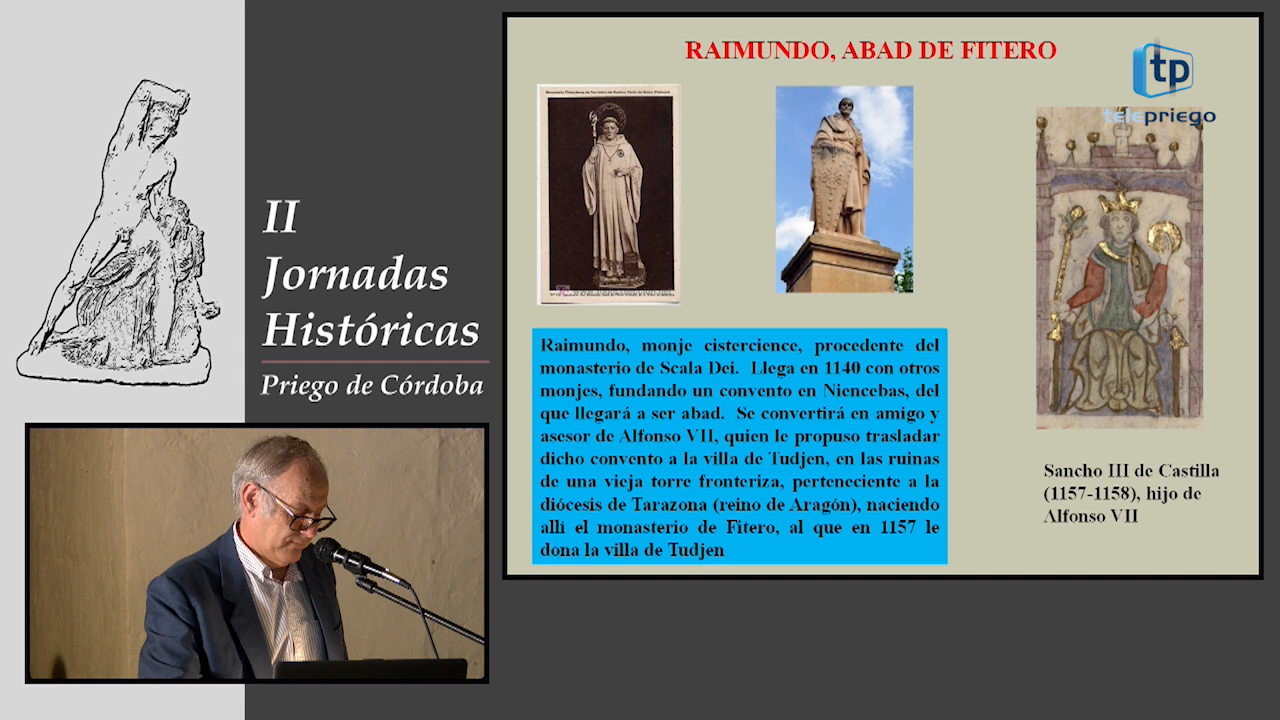 II
Jornadas
Históricas
Priego de Córdoba
RAIMUNDO, ABAD DE FITERO
tp
telepriego
Raimundo, monje cistercience, procedente del
monasterio de Scala Dei. Llega en 1140 con otros
monjes, fundando un convento en Niencebas, del
que llegará a ser abad. Se convertirá en amigo y
asesor de Alfonso VII, quien le propuso trasladar
dicho convento a la villa de Tudjen, en las ruinas
de una vieja torre fronteriza, perteneciente a la
diócesis de Tarazona (reino de Aragón), naciendo
allí el monasterio de Fitero, al que en 1157 le
dona la villa de Tudjen
Sancho III de Castilla
(1157-1158), hijo de
Alfonso VII